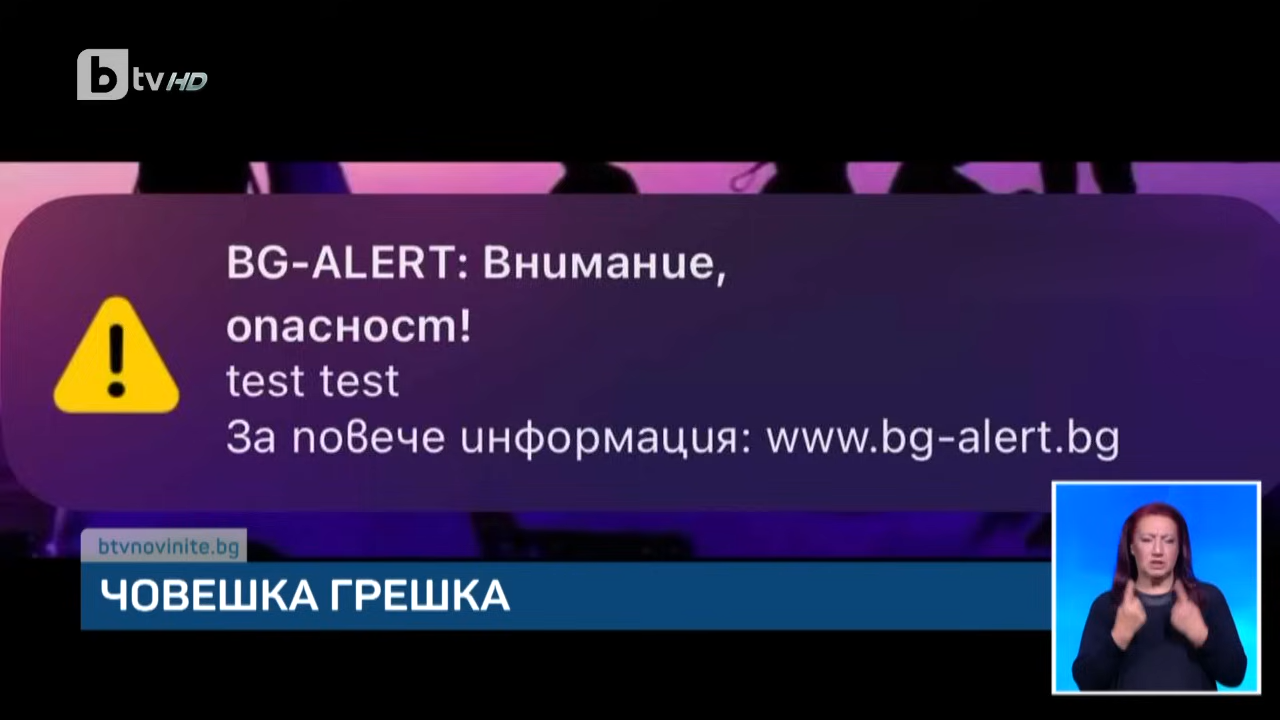 btv HD
BG-ALERT: Внимание,
опасност!
test test
За повече информация: www.bg-alert.bg
btvnovinite.bg
ЧОВЕШКА ГРЕШКА